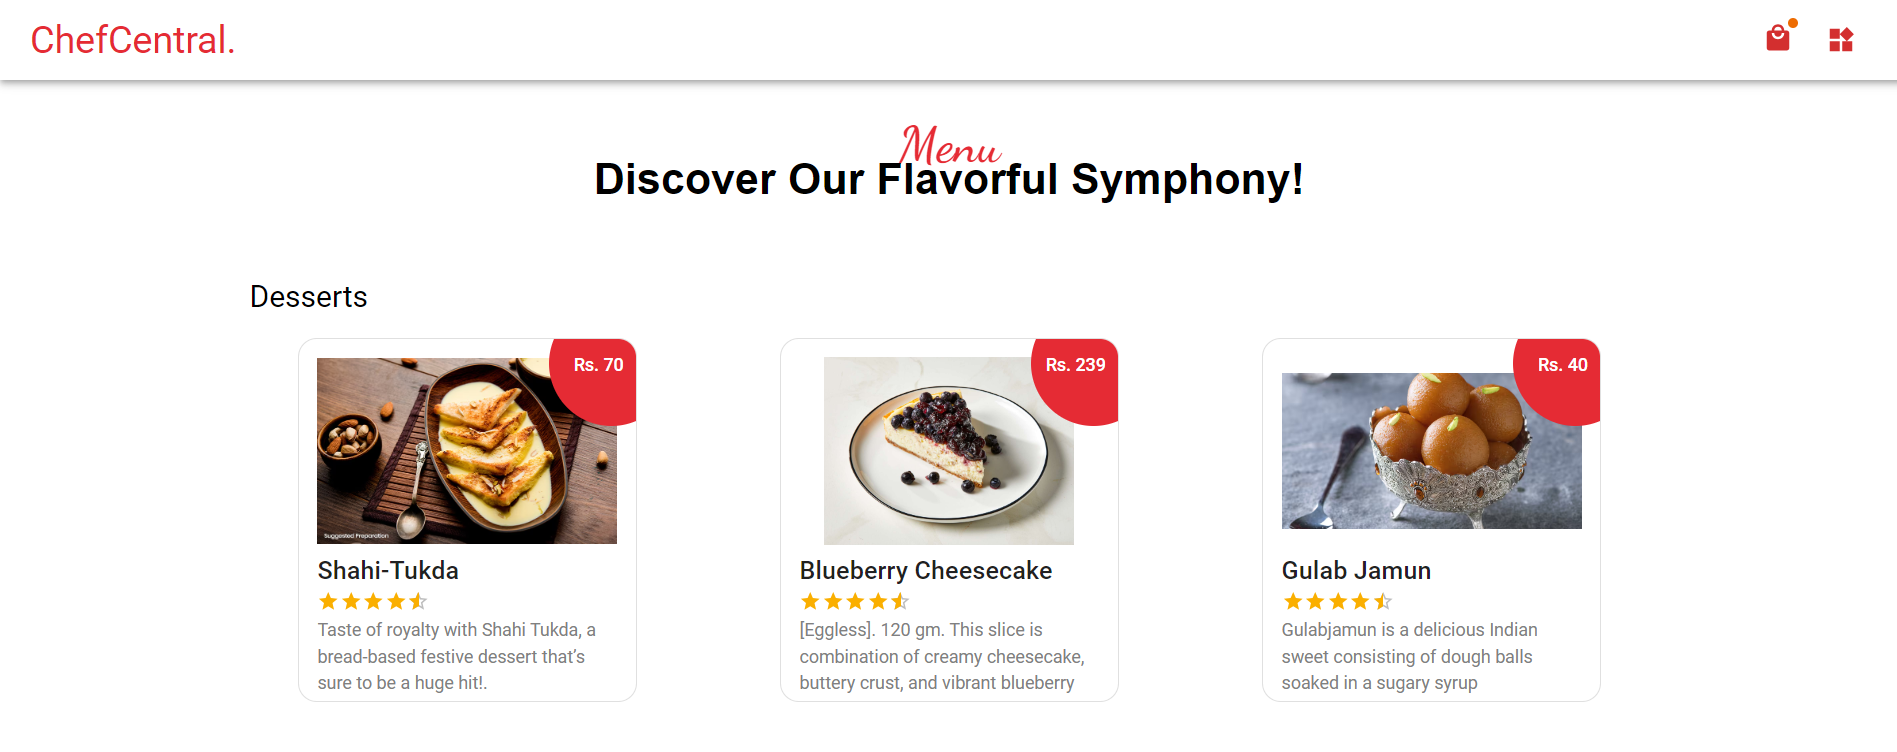 ChefCentral.
Menu
Discover Our Flavorful Symphony!
Desserts
Rs. 70
Suggested Preparation
Shahi-Tukda
Taste of royalty with Shahi Tukda, a
bread-based festive dessert that’s
sure to be a huge hit!.
Rs. 239
Blueberry Cheesecake
[Eggless]. 120 gm. This slice is
combination of creamy cheesecake,
buttery crust, and vibrant blueberry
Rs. 40
Gulab Jamun
Gulabjamun is a delicious Indian
sweet consisting of dough balls
soaked in a sugary syrup